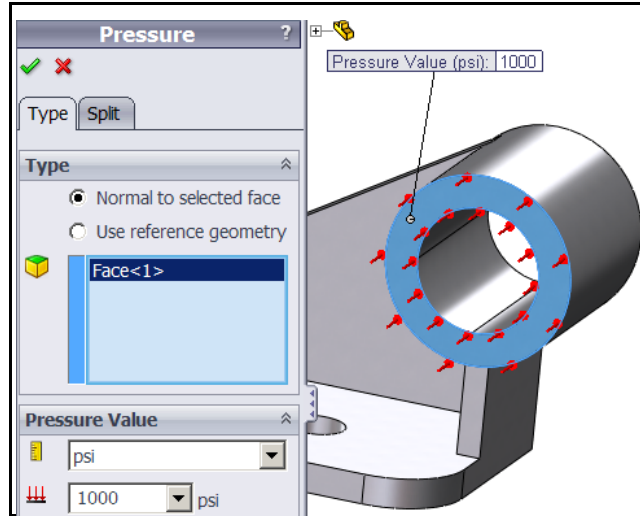 Pressure ?
Pressure Value (psi): 1000
Type Split
Type
Normal to selected face
Use reference geometry
Face<1>
Pressure Value
psi
1000 psi